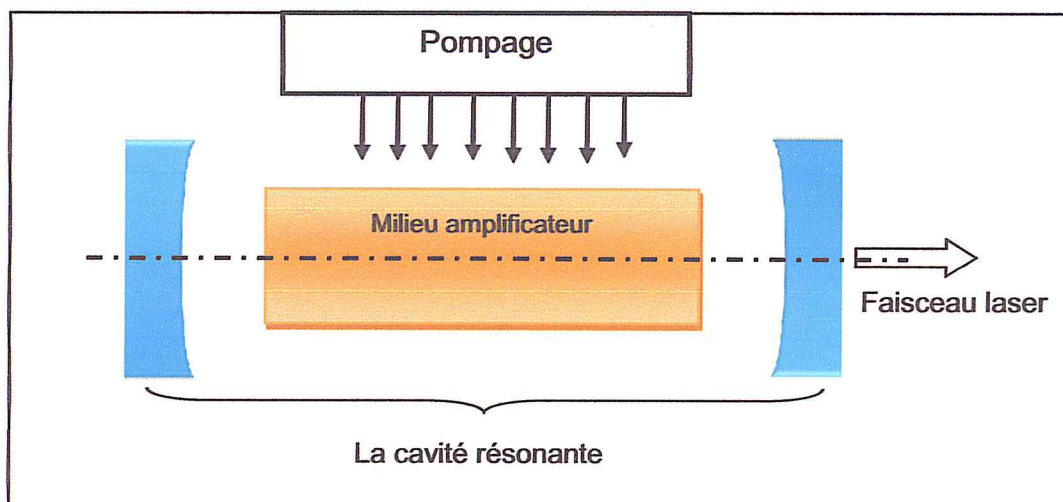 Pompage
Milieu amplificateur
Faisceau laser
La cavité résonante